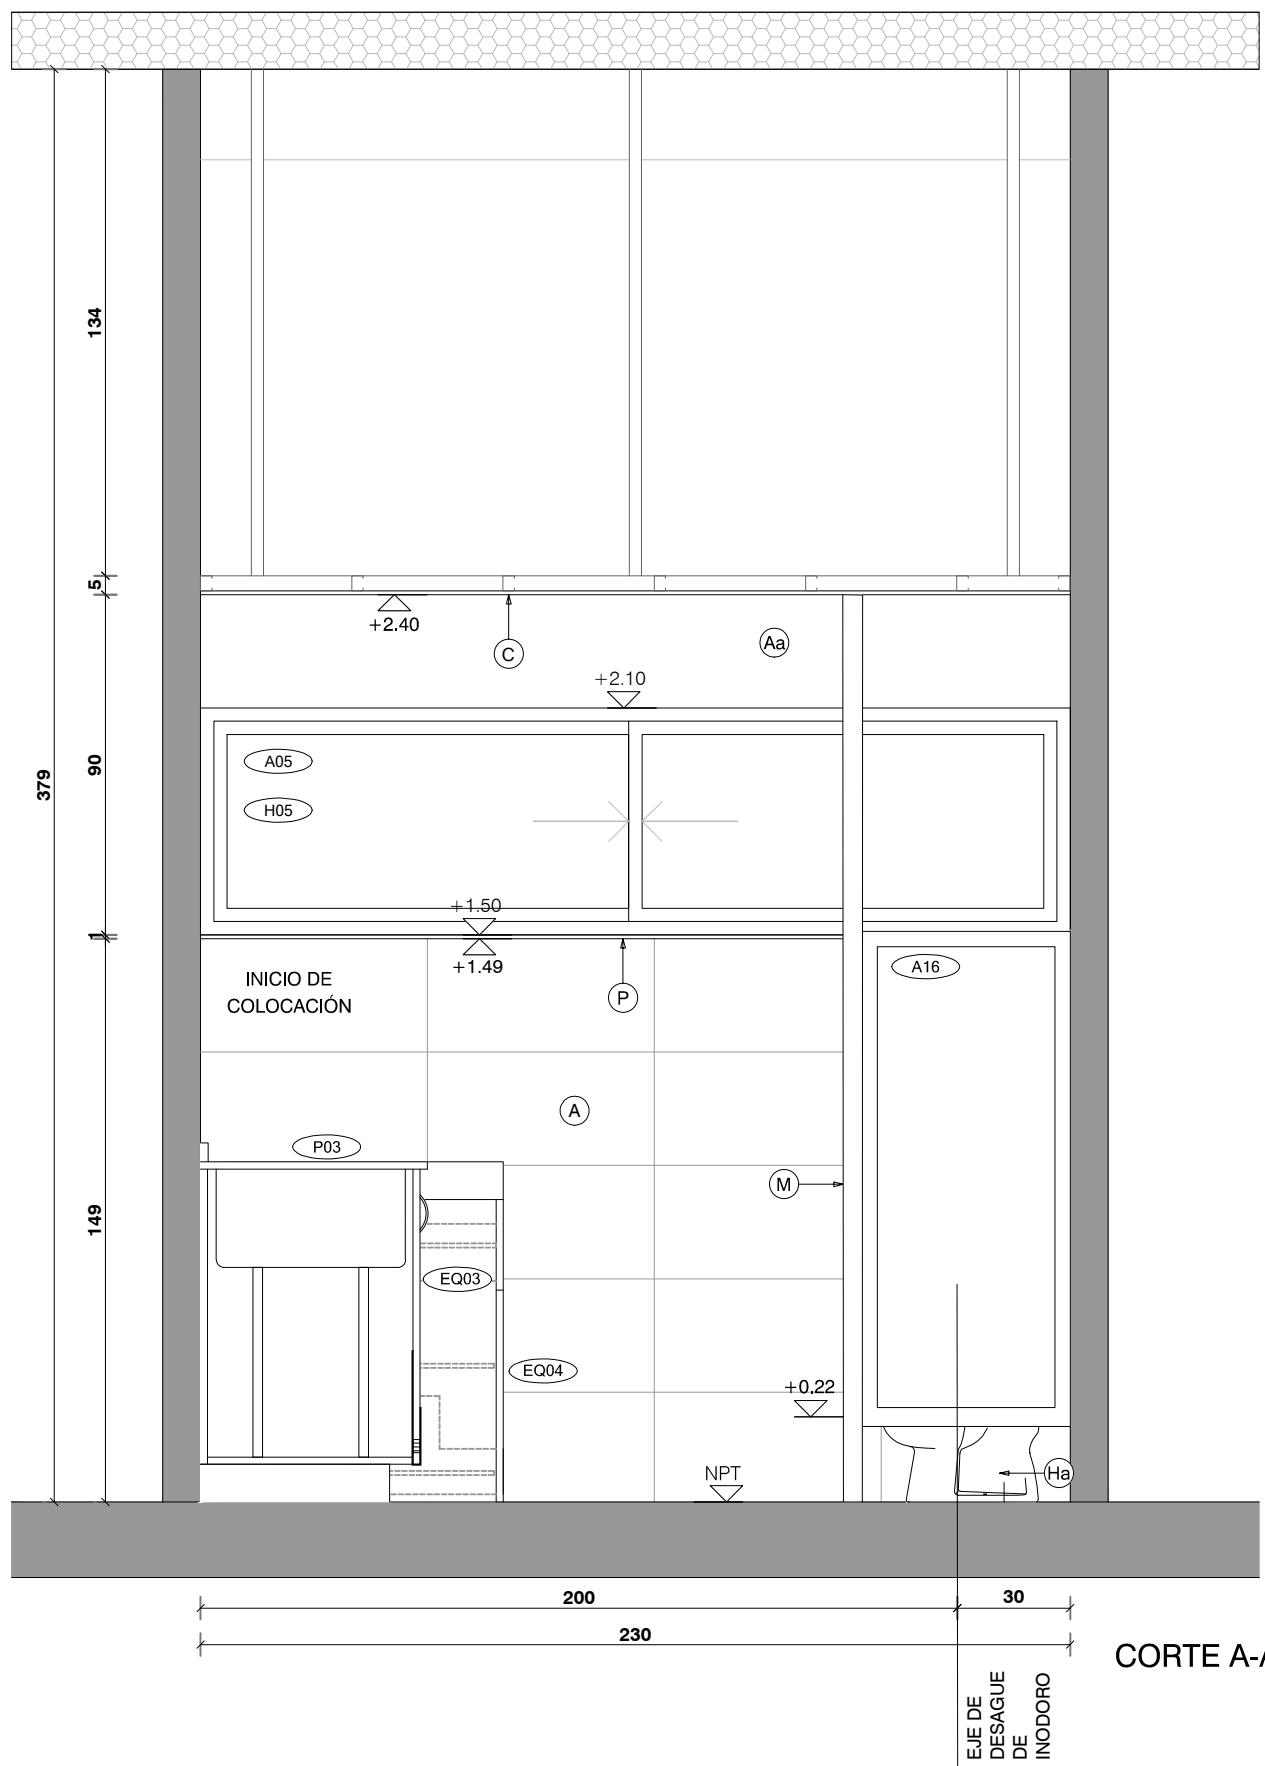 134
5
+2.40
C
Aa
+2.10
A05
90
379
H05
+1.50
1
+1.49
INICIO DE
COLOCACIÓN
P
A16
A
P03
M
149
EQ03
EQ04
+0.22
NPT
Ha
200
30
230
CORTE A-A
EJE DE
DESAGUE
DE
INODORO